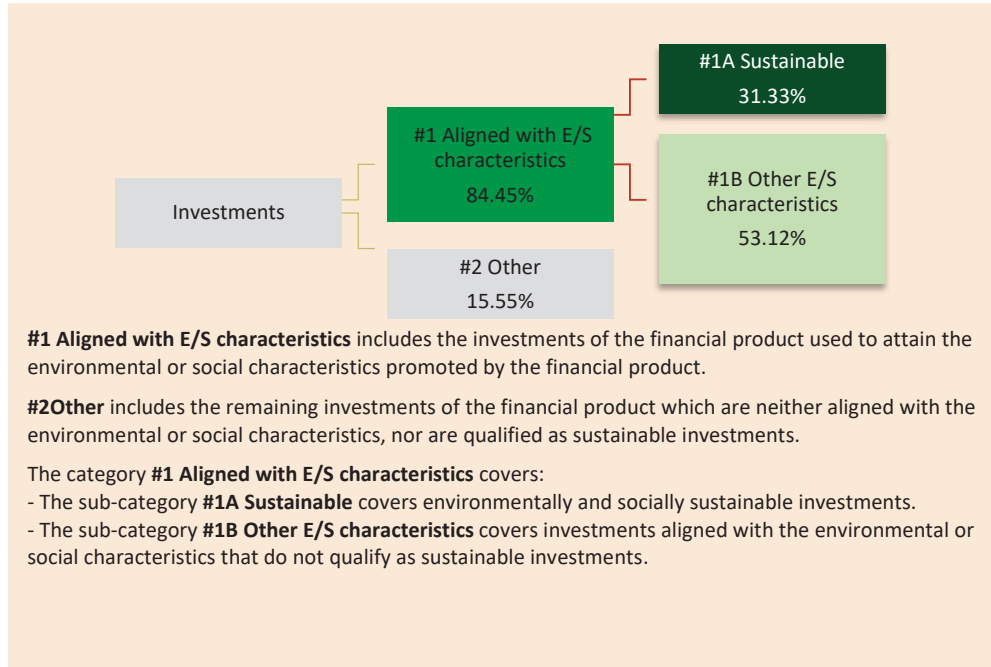 #1A Sustainable
31.33%
#1 Aligned with E/S
characteristics
84.45%
#1B Other E/S
characteristics
53.12%
Investments
#2 Other
15.55%
#1 Aligned with E/S characteristics includes the investments of the financial product used to attain the
environmental or social characteristics promoted by the financial product.
#2Other includes the remaining investments of the financial product which are neither aligned with the
environmental or social characteristics, nor are qualified as sustainable investments.
The category #1 Aligned with E/S characteristics covers:
- The sub-category #1A Sustainable covers environmentally and socially sustainable investments.
- The sub-category #1B Other E/S characteristics covers investments aligned with the environmental or
social characteristics that do not qualify as sustainable investments.